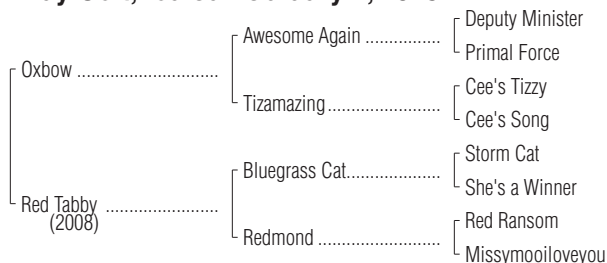 Deputy Minister
Awesome Again
Primal Force
Oxbow
Cee's Tizzy
Tizamazing
Cee's Song
Storm Cat
Bluegrass Cat
She's a Winner
Red Tabby
(2008)
Red Ransom
Redmond
Missymooiloveyou